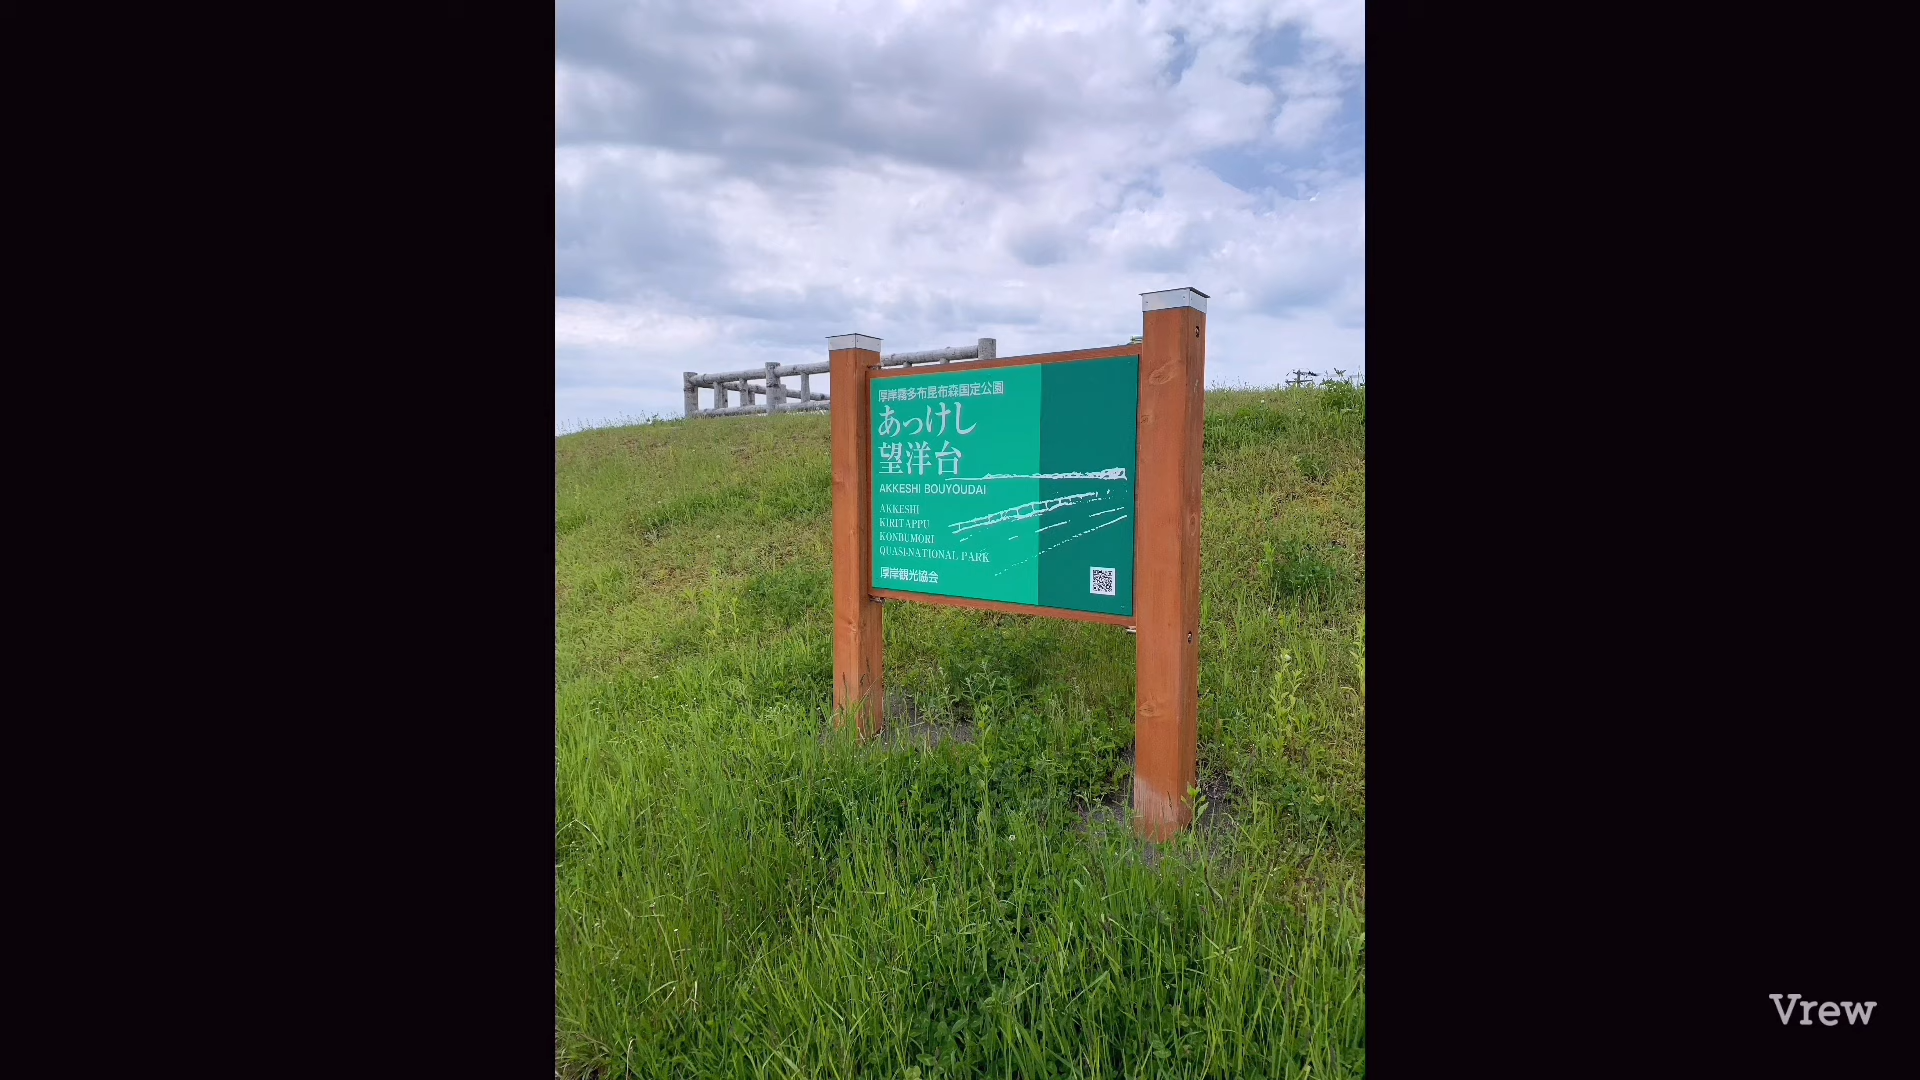 厚岸霧多布昆布森国定公園
あっけし
望洋台
AKKESHI BOUYOUDAI
AKKESHI
KIRITAPPU
KONBUMORI
QUASI-NATIONAL PARK
厚岸観光協会
Vrew